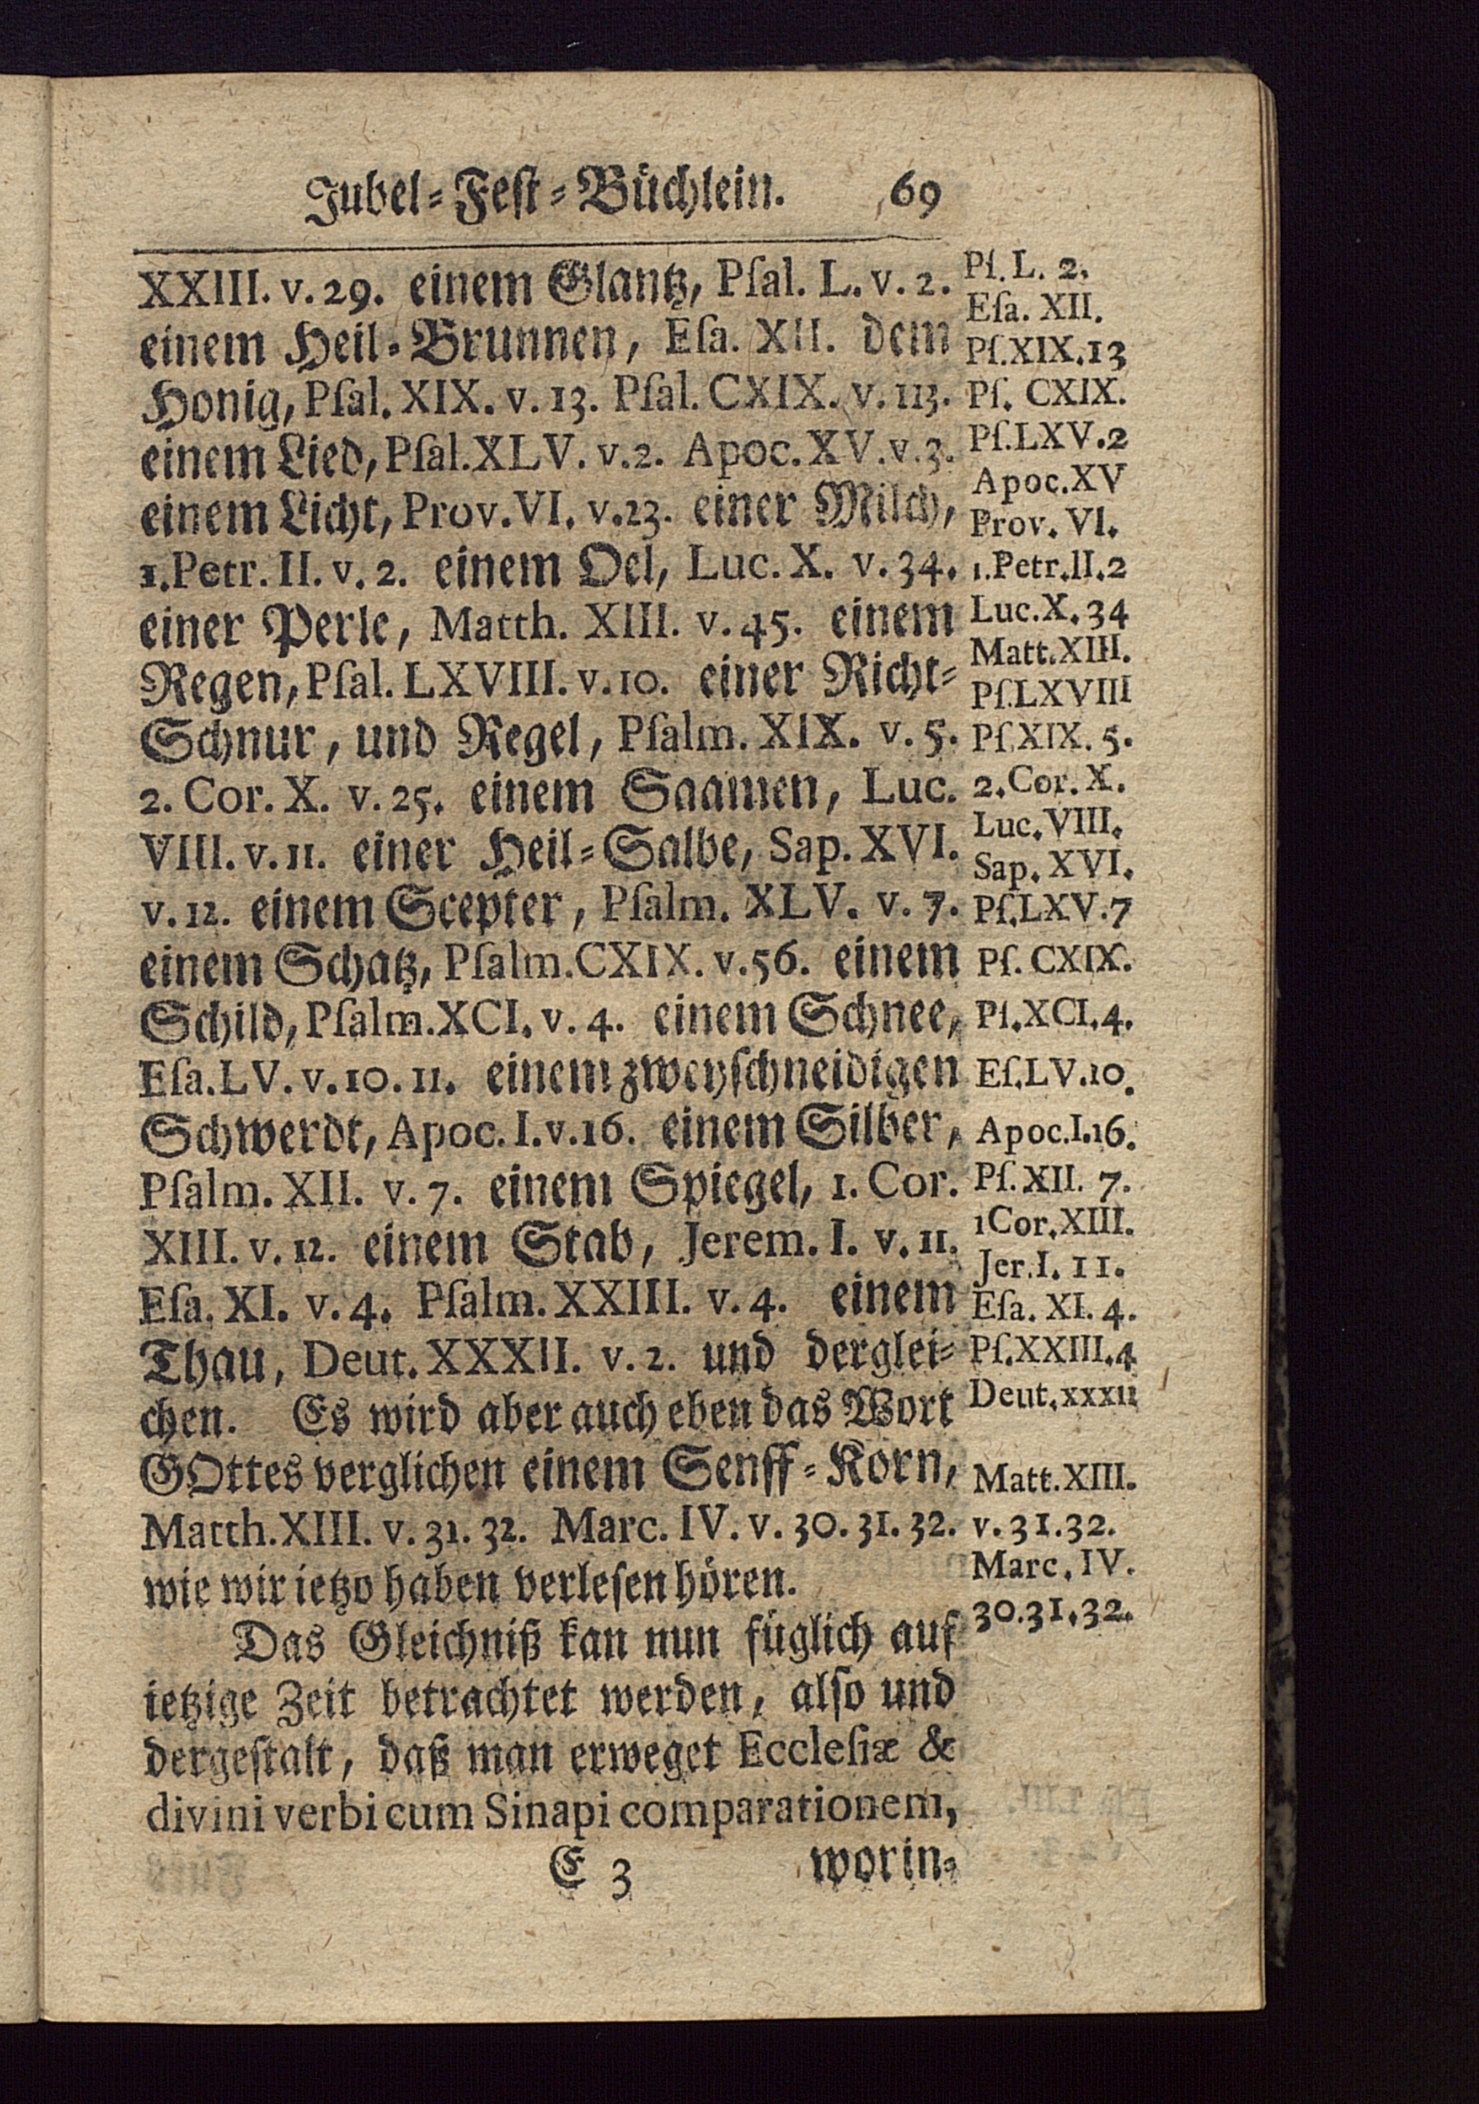 Jubel-Fest-Büchlein. 69
XXIII. v. 29. einem Glantz, Pſal. L. v. 2.
einem Heil-Brunnen, Eſa. XII. dem
Honig, Pſal. XIX. v. 13. Pſal. CXIX. v. 113.
einem Lied, Pſal. XLV. v. 2. Apoc. XV. v. 3.
einem Licht, Prov. VI. v. 23. einer Milch,
1. Petr. II. v. 2. einem Oel, Luc. X. v. 34.
einer Perle, Matth. XIII. v. 45. einem
Regen, Pſal. LXVIII. v. 10. einer Richt-
Schnur, und Regel, Pſalm. XIX. v. 5.
2. Cor. X. v. 25. einem Saamen, Luc.
VIII. v. 11. einer Heil-Salbe, Sap. XVI.
v. 12. einem Scepter, Pſalm. XLV. v. 7.
einem Schatz, Pſalm. CXIX. v. 56. einem
Schild, Pſalm. XCI. v. 4. einem Schnee,
Eſa. LV. v. 10. 11. einem zweyſchneidigen
Schwerdt, Apoc. I. v. 16. einem Silber,
Pſalm. XII. v. 7. einem Spiegel, 1. Cor.
XIII. v. 12. einem Stab, Jerem. I. v. 11.
Eſa. XI. v. 4. Pſalm. XXIII. v. 4. einem
Thau, Deut. XXXII. v. 2. und derglei-
chen. Es wird aber auch eben das Wort
GOttes verglichen einem Senff-Korn,
Matth. XIII. v. 31. 32. Marc. IV. v. 30. 31. 32.
wie wir ietzo haben verleſen hören.
Das Gleichniß kan nun füglich auf
ietzige Zeit betrachtet werden, alſo und
dergeſtalt, daß man erweget Eccleſiæ &
divini verbi cum Sinapi comparationem,
E 3 worin-
Pſ. L. 2.
Eſa. XII.
Pſ. XIX. 13
Pſ. CXIX.
Pſ. LXV. 2
Apoc. XV
Prov. VI.
1. Petr. II. 2
Luc. X. 34
Matt. XIII.
Pſ. LXVIII
Pſ. XIX. 5.
2. Cor. X.
Luc. VIII.
Sap. XVI.
Pſ. LXV. 7
Pſ. CXIX.
Pſ. XCI. 4.
Eſ. LV. 10.
Apoc. I. 16.
Pſ. XII. 7.
1 Cor. XIII.
Jer. I. 11.
Eſa. XI. 4.
Pſ. XXIII. 4
Deut. xxxii
Matt. XIII.
v. 31. 32.
Marc. IV.
30. 31. 32.